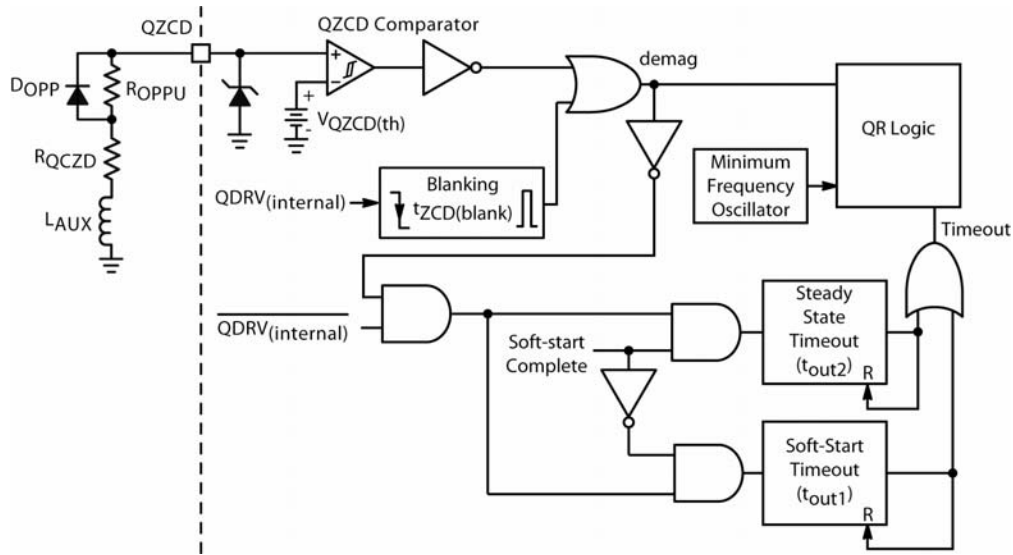 QZCD
QZCD Comparator
demag
DOPP
ROPPU
+
−
+
-
VQZCD(th)
QR Logic
RQCZD
Blanking
tZCD(blank)
QDRV(internal)
Minimum
Frequency
Oscillator
LAUX
Timeout
QDRV(internal)
Soft-start
Complete
Steady
State
Timeout
(tout2)
R
Soft-Start
Timeout
(tout1)
R